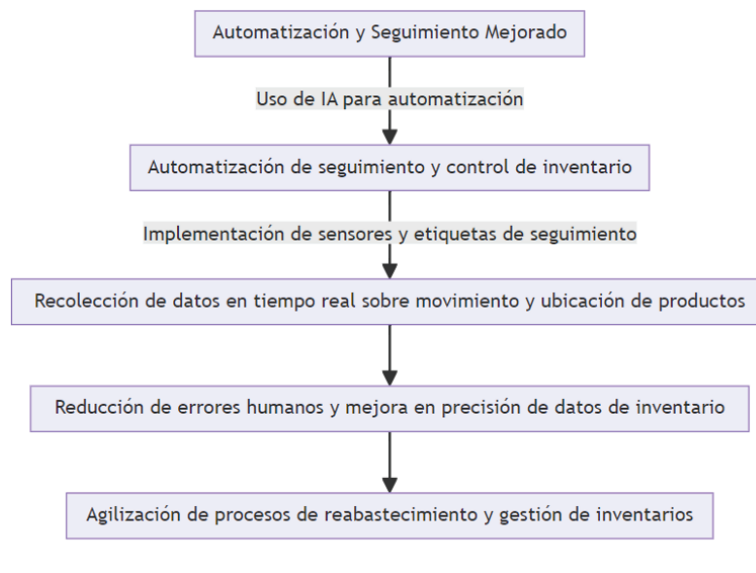 Automatización y Seguimiento Mejorado
Uso de IA para automatización
Automatización de seguimiento y control de inventario
Implementación de sensores y etiquetas de seguimiento
Recolección de datos en tiempo real sobre movimiento y ubicación de productos
Reducción de errores humanos y mejora en precisión de datos de inventario
Agilización de procesos de reabastecimiento y gestión de inventarios